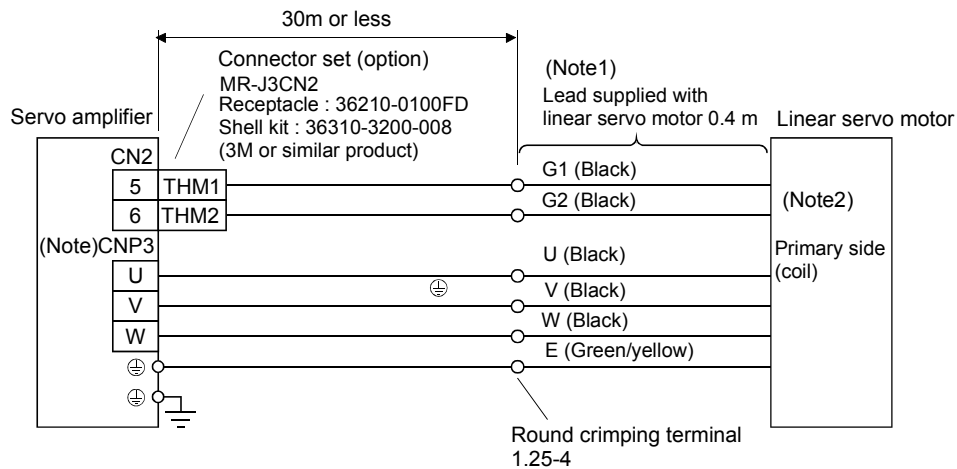 30m or less
Connector set (option)
MR-J3CN2
Receptacle : 36210-0100FD
Shell kit : 36310-3200-008
(3M or similar product)
(Note1)
Lead supplied with
linear servo motor 0.4 m
Servo amplifier
Linear servo motor
CN2
5 THM1
G1 (Black)
6 THM2
G2 (Black)
(Note2)
(Note)CNP3
Primary side
(coil)
U
U (Black)
V
V (Black)
W
W (Black)
E (Green/yellow)
Round crimping terminal
1.25-4